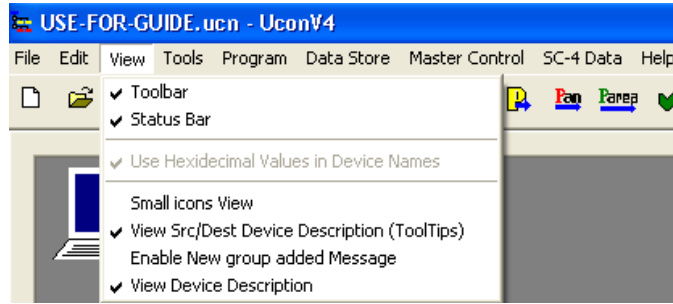 USE-FOR-GUIDE.ucn - UconV4
File Edit View Tools Program Data Store Master Control SC-4 Data Help
Pan Parea
Toolbar
Status Bar
Use Hexidecimal Values in Device Names
Small icons View
View Src/Dest Device Description (ToolTips)
Enable New group added Message
View Device Description